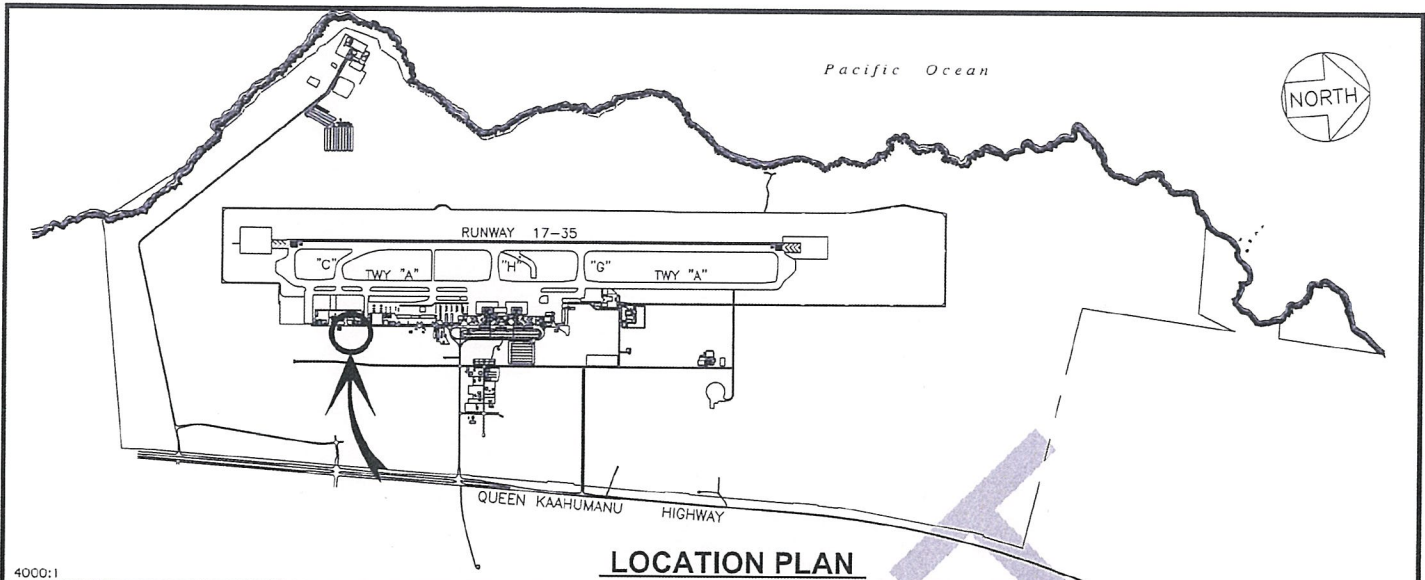 Pacific Ocean
NORTH
RUNWAY 17-35
"C"
TWY "A"
"H"
"G"
TWY "A"
QUEEN KAAHUMANU HIGHWAY
LOCATION PLAN
4000:1